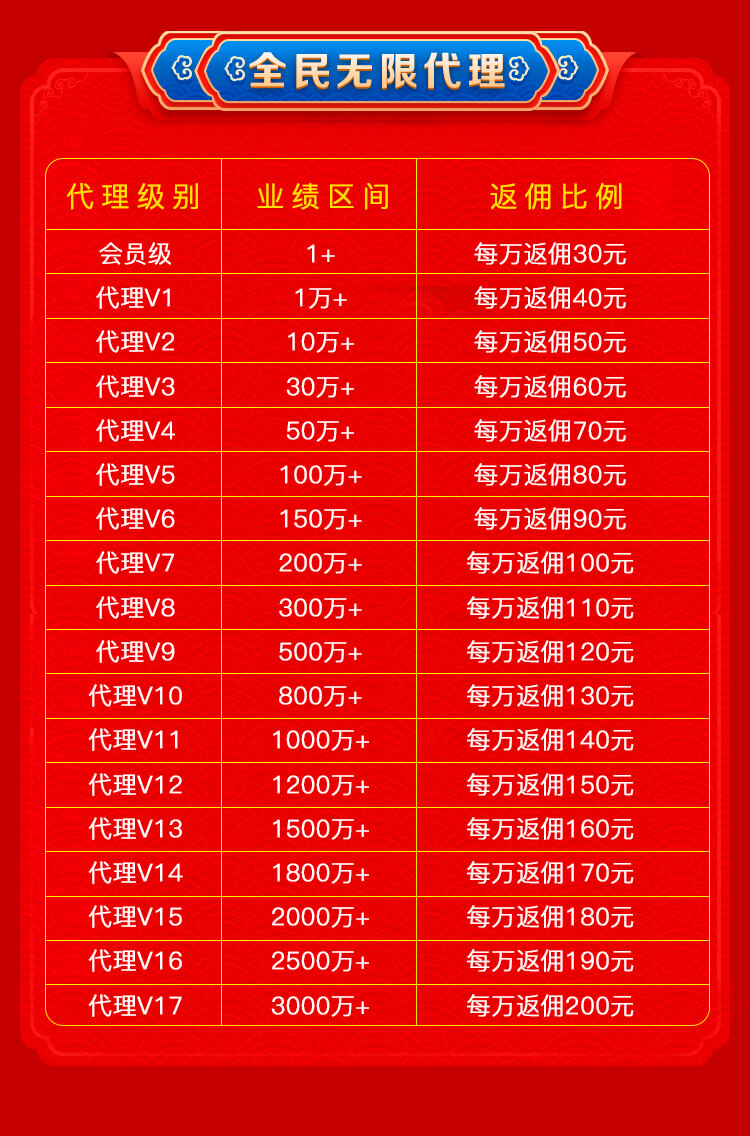 全民无限代理
代理级别 业绩区间 返佣比例
会员级 1+ 每万返佣30元
代理V1 1万+ 每万返佣40元
代理V2 10万+ 每万返佣50元
代理V3 30万+ 每万返佣60元
代理V4 50万+ 每万返佣70元
代理V5 100万+ 每万返佣80元
代理V6 150万+ 每万返佣90元
代理V7 200万+ 每万返佣100元
代理V8 300万+ 每万返佣110元
代理V9 500万+ 每万返佣120元
代理V10 800万+ 每万返佣130元
代理V11 1000万+ 每万返佣140元
代理V12 1200万+ 每万返佣150元
代理V13 1500万+ 每万返佣160元
代理V14 1800万+ 每万返佣170元
代理V15 2000万+ 每万返佣180元
代理V16 2500万+ 每万返佣190元
代理V17 3000万+ 每万返佣200元